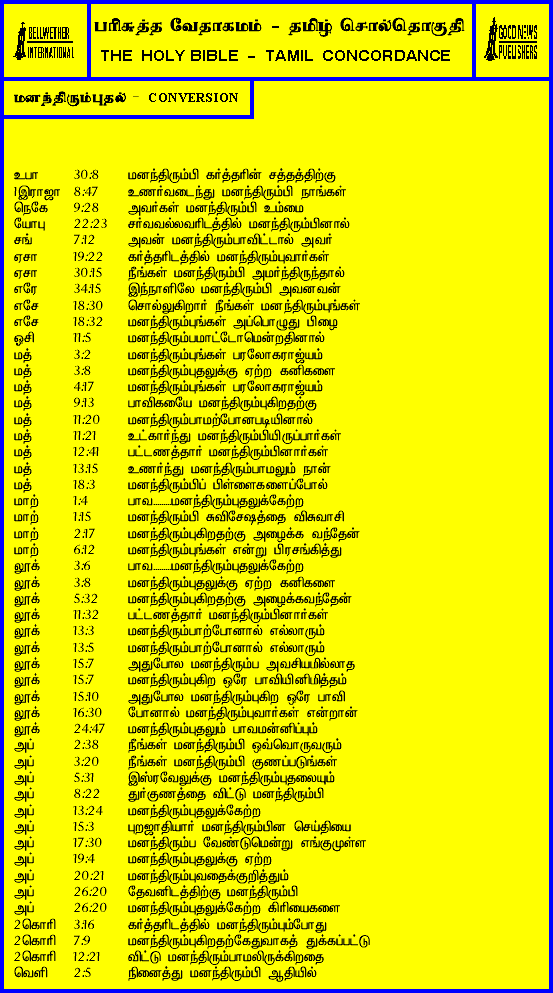 BELLWETHER
INTERNATIONAL
பரிசுத்த வேதாகமம் - தமிழ் சொல்தொகுதி
THE HOLY BIBLE - TAMIL CONCORDANCE
GOOD NEWS
PUBLISHERS
மனந்திரும்புதல் - CONVERSION
உபா 30:8 மனந்திரும்பி கர்த்தரின் சத்தத்திற்கு
1இராஜா 8:47 உணர்வடைந்து மனந்திரும்பி நாங்கள்
நெகே 9:28 அவர்கள் மனந்திரும்பி உம்மை
யோபு 22:23 சர்வவல்லவரிடத்தில் மனந்திரும்பினால்
சங் 7:12 அவன் மனந்திரும்பாவிட்டால் அவர்
ஏசா 19:22 கர்த்தரிடத்தில் மனந்திரும்புவார்கள்
ஏசா 30:15 நீங்கள் மனந்திரும்பி அமர்ந்திருந்தால்
எரே 34:15 இந்நாளிலே மனந்திரும்பி அவனவன்
எசே 18:30 சொல்லுகிறார் நீங்கள் மனந்திரும்புங்கள்
எசே 18:32 மனந்திரும்புங்கள் அப்பொழுது பிழை
ஓசி 11:5 மனந்திரும்பமாட்டோமென்றதினால்
மத் 3:2 மனந்திரும்புங்கள் பரலோகராஜ்யம்
மத் 3:8 மனந்திரும்புதலுக்கு ஏற்ற கனிகளை
மத் 4:17 மனந்திரும்புங்கள் பரலோகராஜ்யம்
மத் 9:13 பாவிகயேை மனந்திரும்புகிறதற்கு
மத் 11:20 மனந்திரும்பாமற்போனபடியினால்
மத் 11:21 உட்கார்ந்து மனந்திரும்பியிருப்பார்கள்
மத் 12:41 பட்டணத்தார் மனந்திரும்பினார்கள்
மத் 13:15 உணர்ந்து மனந்திரும்பாமலும் நான்
மத் 18:3 மனந்திரும்பிப் பிள்ளைகளைப்போல்
மாற் 1:4 பாவ.......மனந்திரும்புதலுக்கேற்ற
மாற் 1:15 மனந்திரும்பி சுவிசேஷத்தை விசுவாசி
மாற் 2:17 மனந்திரும்புகிறதற்கு அழைக்க வந்தேன்
மாற் 6:12 மனந்திரும்புங்கள் என்று பிரசங்கித்து
லூக் 3:6 பாவ.......மனந்திரும்புதலுக்கேற்ற
லூக் 3:8 மனந்திரும்புதலுக்கு ஏற்ற கனிகளை
லூக் 5:32 மனந்திரும்புகிறதற்கு அழைக்கவந்தேன்
லூக் 11:32 பட்டணத்தார் மனந்திரும்பினார்கள்
லூக் 13:3 மனந்திரும்பாற்போனால் எல்லாரும்
லூக் 13:5 மனந்திரும்பாற்போனால் எல்லாரும்
லூக் 15:7 அதுபோல மனந்திரும்ப அவசியமில்லாத
லூக் 15:7 மனந்திரும்புகிற ஒரே பாவியினிமித்தம்
லூக் 15:10 அதுபோல மனந்திரும்புகிற ஒரே பாவி
லூக் 16:30 போனால் மனந்திரும்புவார்கள் என்றான்
லூக் 24:47 மனந்திரும்புதலும் பாவமன்னிப்பும்
அப் 2:38 நீங்கள் மனந்திரும்பி ஒவ்வொருவரும்
அப் 3:20 நீங்கள் மனந்திரும்பி குணப்படுங்கள்
அப் 5:31 இஸ்ரவேலுக்கு மனந்திரும்புதலையும்
அப் 8:22 துர்குணத்தை விட்டு மனந்திரும்பி
அப் 13:24 மனந்திரும்புதலுக்கேற்ற
அப் 15:3 புறஜாதியார் மனந்திரும்பின செய்தியை
அப் 17:30 மனந்திரும்ப வேண்டுமென்று எங்குமுள்ள
அப் 19:4 மனந்திரும்புதலுக்கு ஏற்ற
அப் 20:21 மனந்திரும்புவதைக்குறித்தும்
அப் 26:20 தேவனிடத்திற்கு மனந்திரும்பி
அப் 26:20 மனந்திரும்புதலுக்கேற்ற கிரியைகளை
2கொரி 3:16 கர்த்தரிடத்தில் மனந்திரும்பும்போது
2கொரி 7:9 மனந்திரும்புகிறதற்கேதுவாகத் துக்கப்பட்டு
2கொரி 12:21 விட்டு மனந்திரும்பாமலிருக்கிறதை
வெளி 2:5 நினைத்து மனந்திரும்பி ஆதியில்